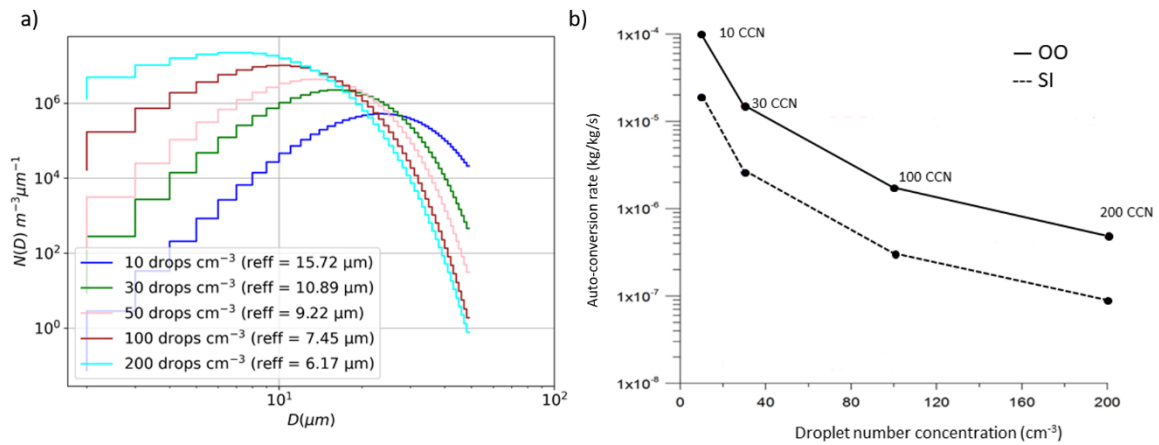 a)
N(D) m⁻³μm⁻¹
10⁶
10⁴
10²
10⁰
10 drops cm⁻³ (reff = 15.72 μm)
30 drops cm⁻³ (reff = 10.89 μm)
50 drops cm⁻³ (reff = 9.22 μm)
100 drops cm⁻³ (reff = 7.45 μm)
200 drops cm⁻³ (reff = 6.17 μm)
10¹
10²
D(μm)
b)
Auto-conversion rate (kg/kg/s)
1x10⁻⁴
1x10⁻⁵
1x10⁻⁶
1x10⁻⁷
1x10⁻⁸
10 CCN
30 CCN
100 CCN
200 CCN
OO
SI
0 40 80 120 160 200
Droplet number concentration (cm⁻³)